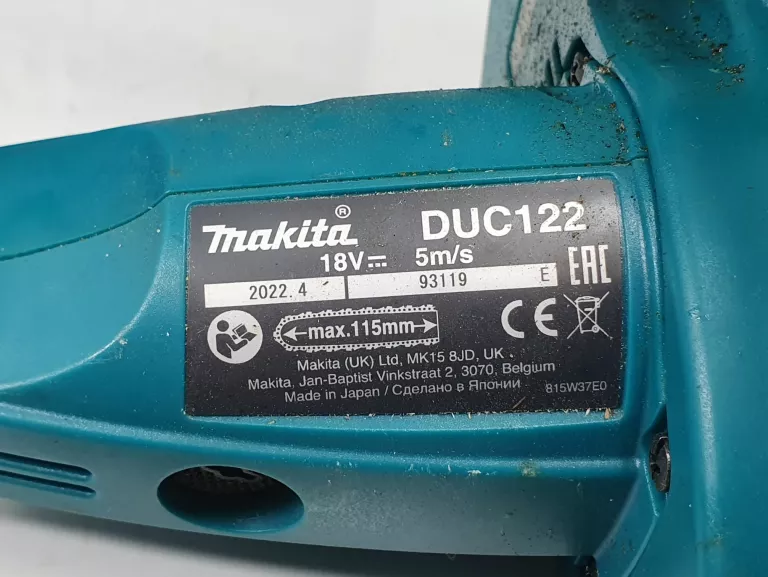 Makita® DUC122
18V⎓ 5m/s
2022.4 93119 E EAC
max.115mm CE
Makita (UK) Ltd, MK15 8JD, UK
Makita, Jan-Baptist Vinkstraat 2, 3070, Belgium
Made in Japan / Сделано в Японии 815W37E0